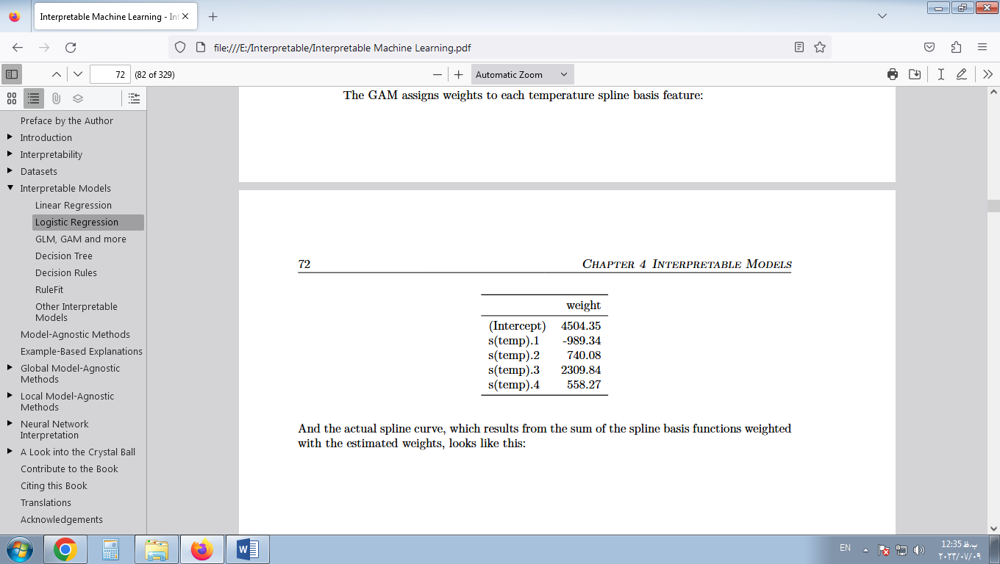 Interpretable Machine Learning - Int
file:///E:/Interpretable/Interpretable Machine Learning.pdf
72 (82 of 329)
Automatic Zoom
Preface by the Author
Introduction
Interpretability
Datasets
Interpretable Models
Linear Regression
Logistic Regression
GLM, GAM and more
Decision Tree
Decision Rules
RuleFit
Other Interpretable
Models
Model-Agnostic Methods
Example-Based Explanations
Global Model-Agnostic
Methods
Local Model-Agnostic
Methods
Neural Network
Interpretation
A Look into the Crystal Ball
Contribute to the Book
Citing this Book
Translations
Acknowledgements
The GAM assigns weights to each temperature spline basis feature:
72 CHAPTER 4 INTERPRETABLE MODELS
weight
(Intercept) 4504.35
s(temp).1 -989.34
s(temp).2 740.08
s(temp).3 2309.84
s(temp).4 558.27
And the actual spline curve, which results from the sum of the spline basis functions weighted
with the estimated weights, looks like this:
W
EN
12:35 ب.ظ
۲۰۲۳/۰۷/۰۹